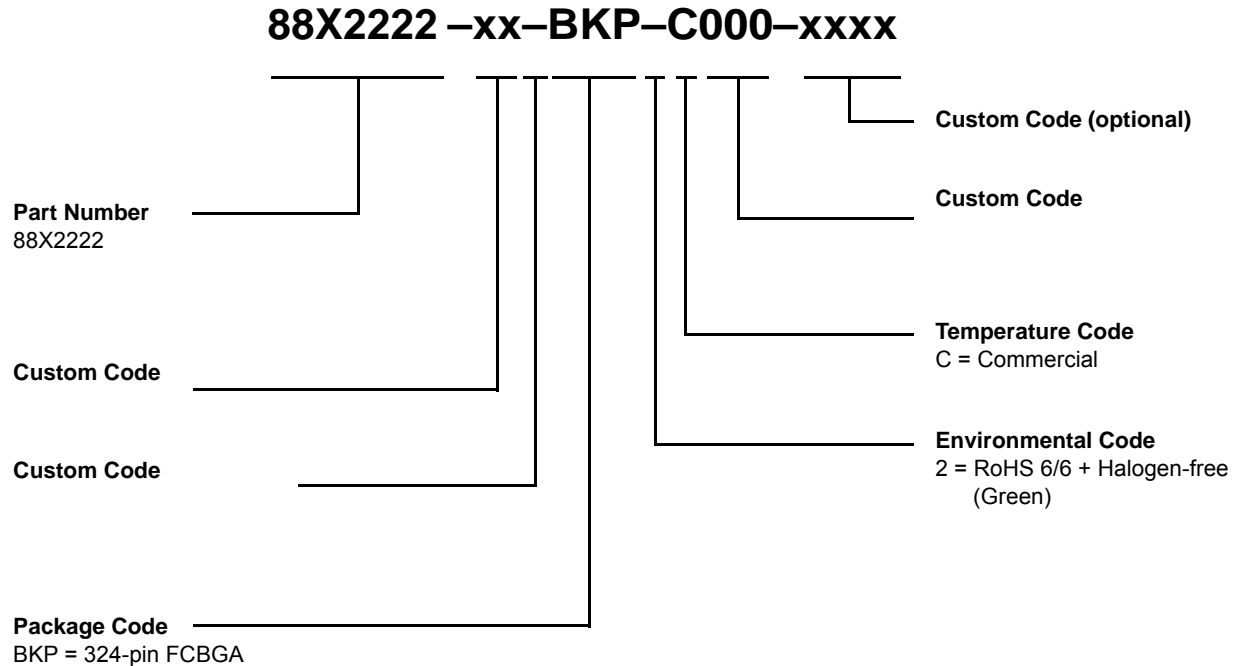 88X2222 –xx–BKP–C000–xxxx
Custom Code (optional)
Custom Code
Part Number
88X2222
Temperature Code
C = Commercial
Custom Code
Environmental Code
2 = RoHS 6/6 + Halogen-free
(Green)
Custom Code
Package Code
BKP = 324-pin FCBGA